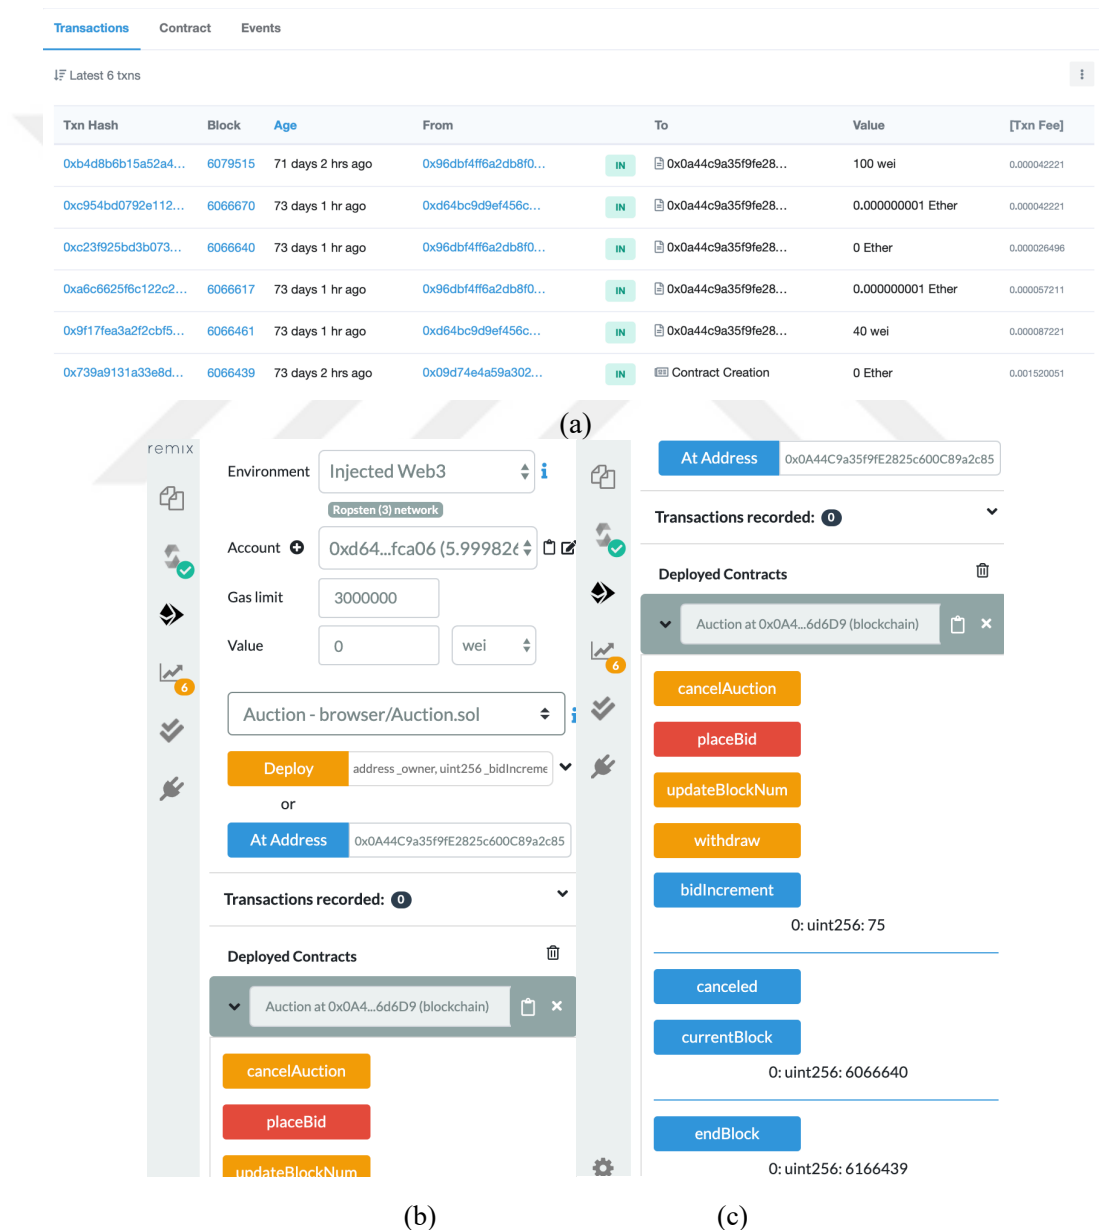 Transactions Contract Events
Latest 6 txns
Txn Hash Block Age From To Value [Txn Fee]
0xb4d8b6b15a52a4... 6079515 71 days 2 hrs ago 0x96dbf4ff6a2db8f0... IN 0x0a44c9a35f9fe28... 100 wei 0.000042221
0xc954bd0792e112... 6066670 73 days 1 hr ago 0xd64bc9d9ef456c... IN 0x0a44c9a35f9fe28... 0.000000001 Ether 0.000042221
0xc23f925bd3b073... 6066640 73 days 1 hr ago 0x96dbf4ff6a2db8f0... IN 0x0a44c9a35f9fe28... 0 Ether 0.000026496
0xa6c6625f6c122c2... 6066617 73 days 1 hr ago 0x96dbf4ff6a2db8f0... IN 0x0a44c9a35f9fe28... 0.000000001 Ether 0.000057211
0x9f17fea3a2f2cbf5... 6066461 73 days 1 hr ago 0xd64bc9d9ef456c... IN 0x0a44c9a35f9fe28... 40 wei 0.000087221
0x739a9131a33e8d... 6066439 73 days 2 hrs ago 0x09d74e4a59a302... IN Contract Creation 0 Ether 0.001520051
(a)
remix
Environment Injected Web3
Ropsten (3) network
Account 0xd64...fca06 (5.999826
Gas limit 3000000
Value 0 wei
Auction - browser/Auction.sol
Deploy address _owner, uint256 _bidIncreme
or
At Address 0x0A44C9a35f9fE2825c600C89a2c85
Transactions recorded: 0
Deployed Contracts
Auction at 0x0A4...6d6D9 (blockchain)
cancelAuction
placeBid
updateBlockNum
6
(b)
At Address 0x0A44C9a35f9fE2825c600C89a2c85
Transactions recorded: 0
Deployed Contracts
Auction at 0x0A4...6d6D9 (blockchain)
6
cancelAuction
placeBid
updateBlockNum
withdraw
bidIncrement
0: uint256: 75
canceled
currentBlock
0: uint256: 6066640
endBlock
0: uint256: 6166439
(c)